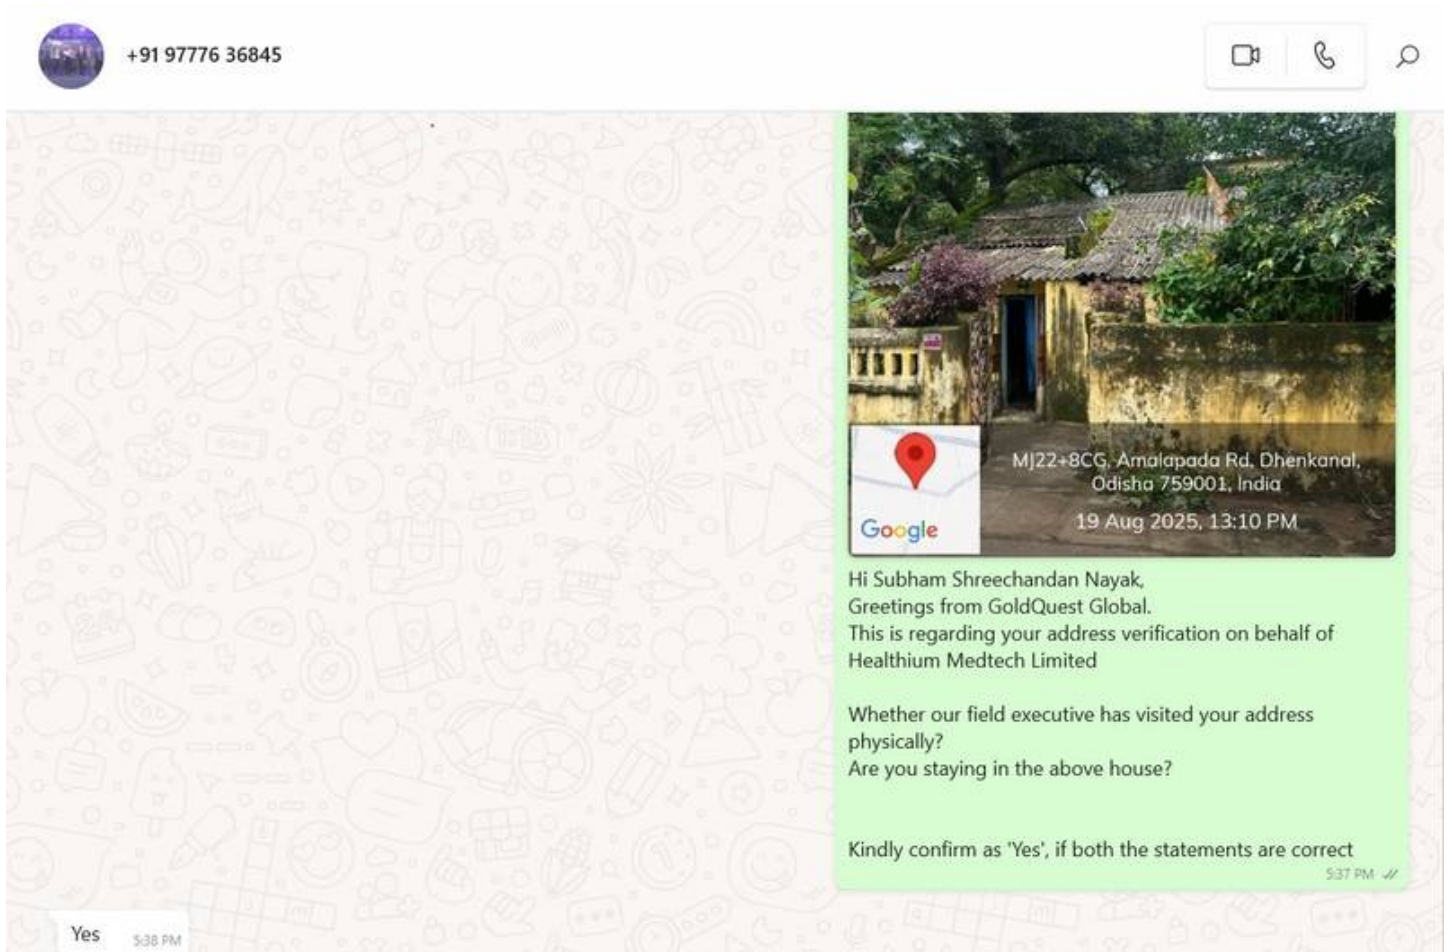 +91 97776 36845
MJ22+8CG, Amalapada Rd, Dhenkanal,
Odisha 759001, India
19 Aug 2025, 13:10 PM
Google
Hi Subham Shreechandan Nayak,
Greetings from GoldQuest Global.
This is regarding your address verification on behalf of
Healthium Medtech Limited
Whether our field executive has visited your address
physically?
Are you staying in the above house?
Kindly confirm as 'Yes', if both the statements are correct
5:37 PM
Yes
5:38 PM